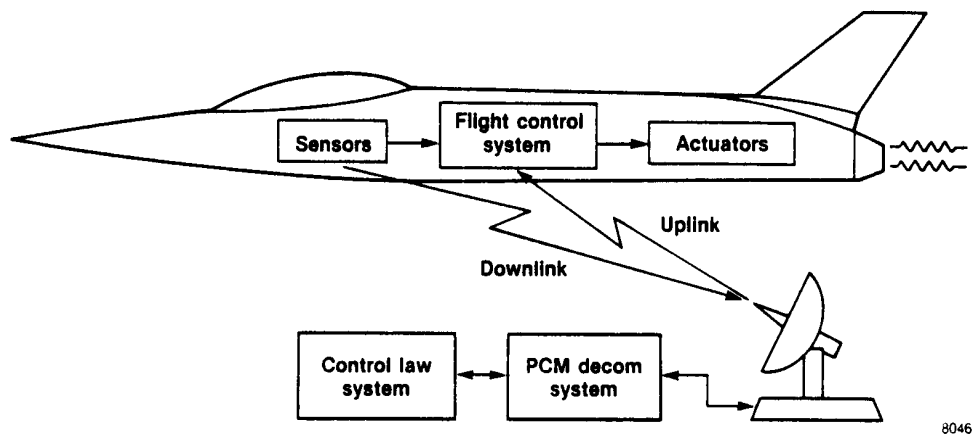 Sensors
Flight control
system
Actuators
Uplink
Downlink
Control law
system
PCM decom
system
8046